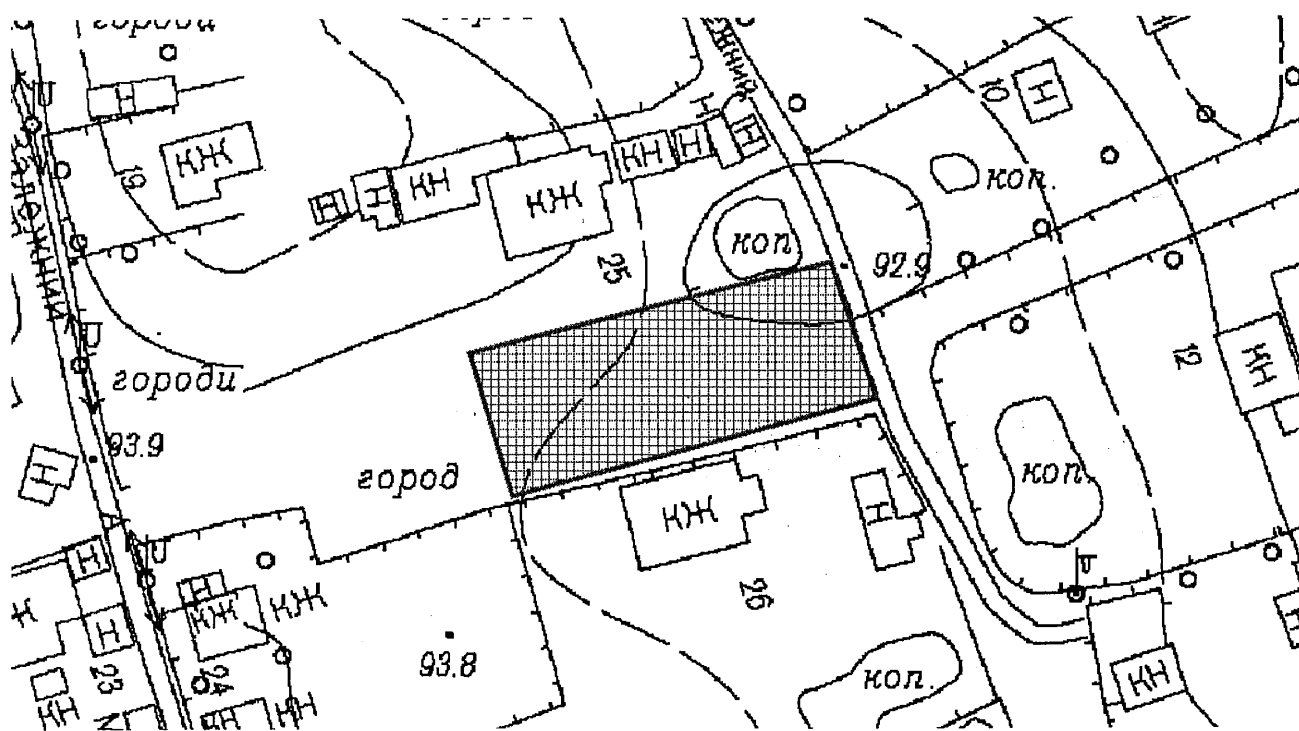 городи
Н
10
Н
Н
КЖ
19
КН
Н
Н
Н
Н
КН
КЖ
коп.
25
коп
92.9
Залежний
городи
93.9
Н
город
12
КН
КЖ
Н
коп.
26
Н
Н
КЖ
КЖ
Н
23
24
93.8
коп.
КН
Н